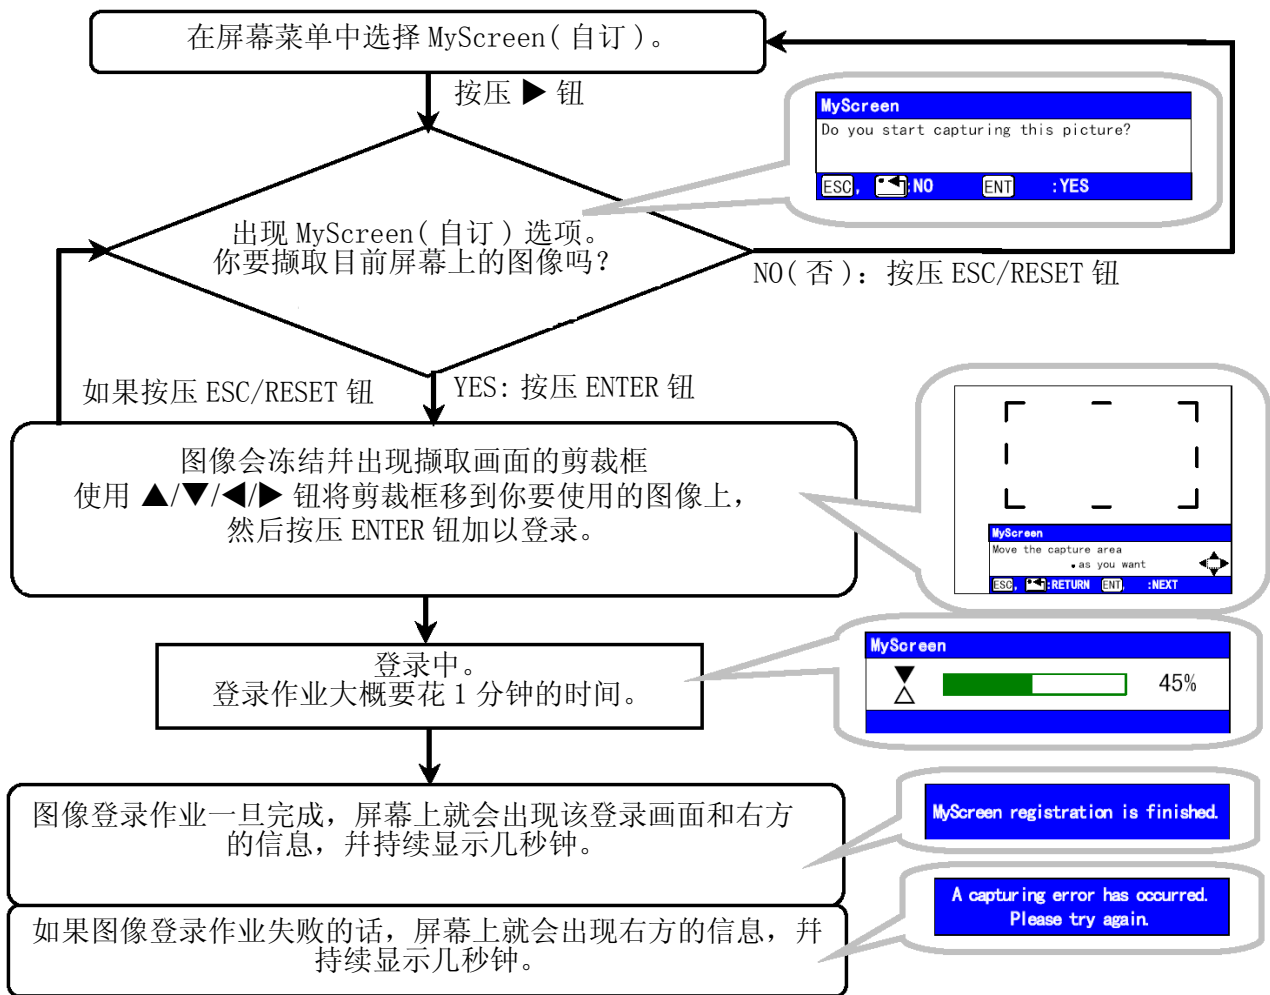 在屏幕菜单中选择 MyScreen(自订)。
按压 ▶ 钮
MyScreen
Do you start capturing this picture?
ESC, :NO ENT :YES
出现 MyScreen(自订)选项。
你要撷取目前屏幕上的图像吗？
NO(否): 按压 ESC/RESET 钮
如果按压 ESC/RESET 钮
YES: 按压 ENTER 钮
图像会冻结并出现撷取画面的剪裁框
使用 ▲/▼/◀/▶ 钮将剪裁框移到你要使用的图像上，
然后按压 ENTER 钮加以登录。
MyScreen
Move the capture area
as you want
ESC, :RETURN ENT, :NEXT
登录中。
登录作业大概要花 1 分钟的时间。
MyScreen
45%
图像登录作业一旦完成，屏幕上就会出现该登录画面和右方
的信息，并持续显示几秒钟。
MyScreen registration is finished.
如果图像登录作业失败的话，屏幕上就会出现右方的信息，并
持续显示几秒钟。
A capturing error has occurred.
Please try again.